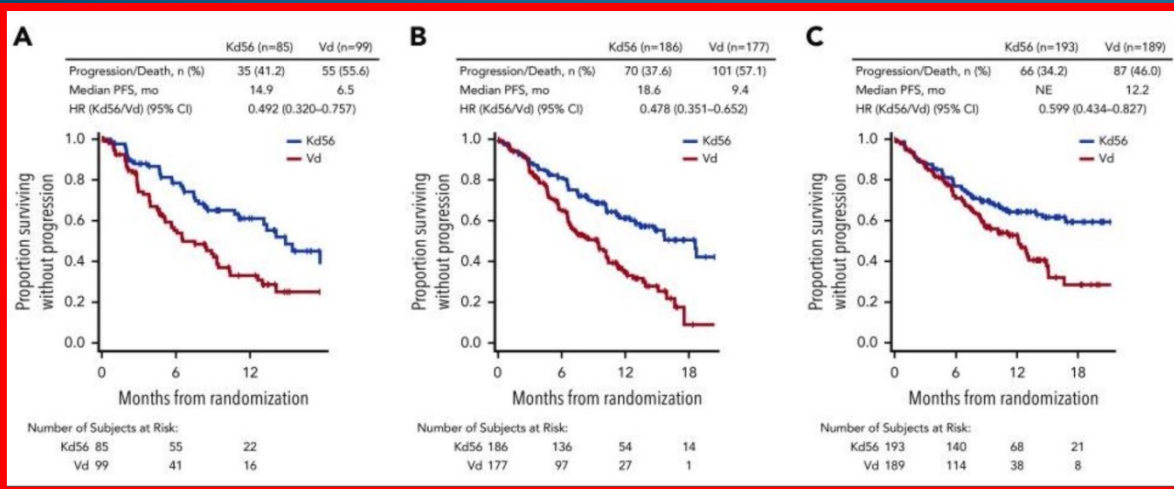 A
Kd56 (n=85) Vd (n=99)
Progression/Death, n (%) 35 (41.2) 55 (55.6)
Median PFS, mo 14.9 6.5
HR (Kd56/Vd) (95% CI) 0.492 (0.320–0.757)
1.0
0.8
0.6
0.4
0.2
0.0
Proportion surviving
without progression
Kd56
Vd
0 6 12
Months from randomization
Number of Subjects at Risk:
Kd56 85 55 22
Vd 99 41 16
B
Kd56 (n=186) Vd (n=177)
Progression/Death, n (%) 70 (37.6) 101 (57.1)
Median PFS, mo 18.6 9.4
HR (Kd56/Vd) (95% CI) 0.478 (0.351–0.652)
1.0
0.8
0.6
0.4
0.2
0.0
Proportion surviving
without progression
Kd56
Vd
0 6 12 18
Months from randomization
Number of Subjects at Risk:
Kd56 186 136 54 14
Vd 177 97 27 1
C
Kd56 (n=193) Vd (n=189)
Progression/Death, n (%) 66 (34.2) 87 (46.0)
Median PFS, mo NE 12.2
HR (Kd56/Vd) (95% CI) 0.599 (0.434–0.827)
1.0
0.8
0.6
0.4
0.2
0.0
Proportion surviving
without progression
Kd56
Vd
0 6 12 18
Months from randomization
Number of Subjects at Risk:
Kd56 193 140 68 21
Vd 189 114 38 8